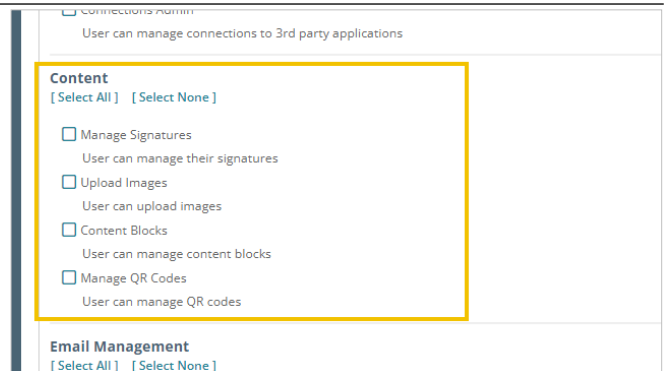 Connections Admin
User can manage connections to 3rd party applications
Content
[ Select All ] [ Select None ]
Manage Signatures
User can manage their signatures
Upload Images
User can upload images
Content Blocks
User can manage content blocks
Manage QR Codes
User can manage QR codes
Email Management
[ Select All ] [ Select None ]